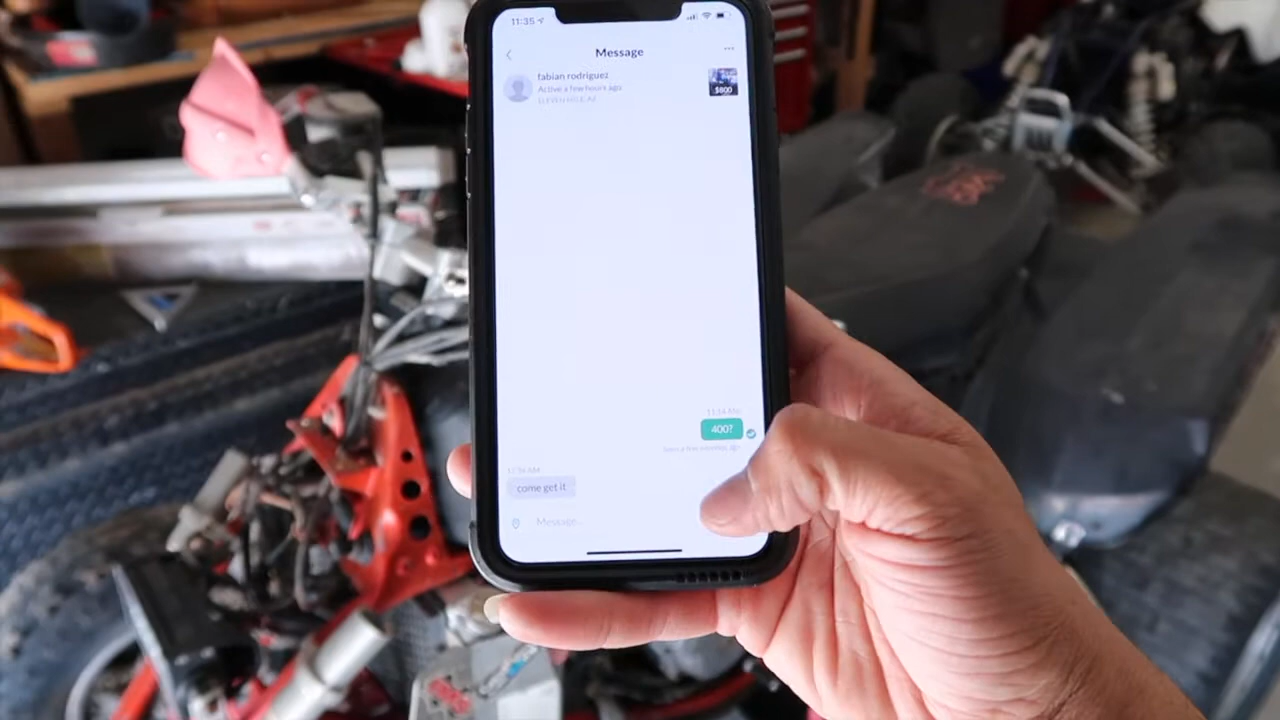 11:35
Message
fabian rodriguez
Active a few hours ago
$800
400?
come get it
Message...